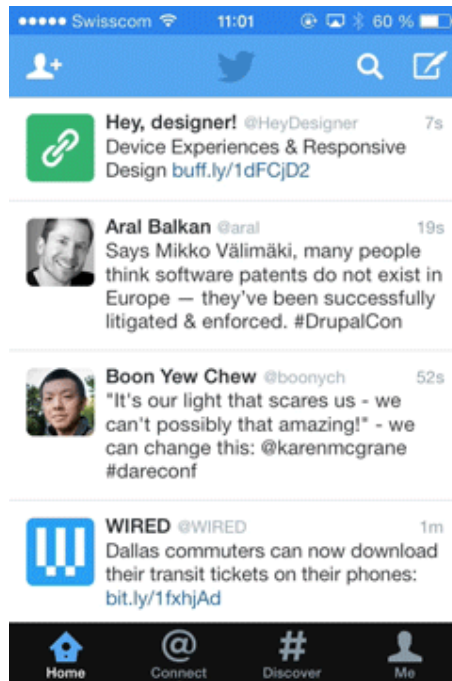 Swisscom 11:01 60 %
Hey, designer! @HeyDesigner 7s
Device Experiences & Responsive
Design buff.ly/1dFCjD2
Aral Balkan @aral 19s
Says Mikko Välimäki, many people
think software patents do not exist in
Europe — they've been successfully
litigated & enforced. #DrupalCon
Boon Yew Chew @boonych 52s
"It's our light that scares us - we
can't possibly that amazing!" - we
can change this: @karenmcgrane
#dareconf
WIRED @WIRED 1m
Dallas commuters can now download
their transit tickets on their phones:
bit.ly/1fxhjAd
Home Connect Discover Me